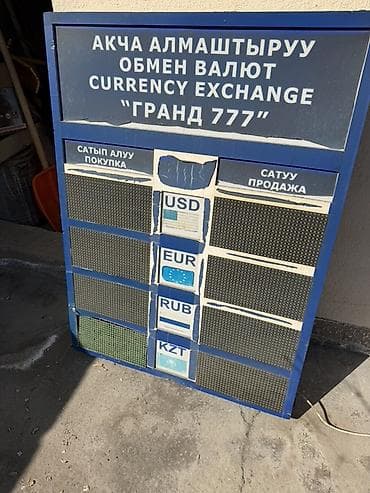 АКЧА АЛМАШТЫРУУ
ОБМЕН ВАЛЮТ
CURRENCY EXCHANGE
“ГРАНД 777”
САТЫП АЛУУ
ПОКУПКА
САТУУ
ПРОДАЖА
USD
EUR
RUB
KZT